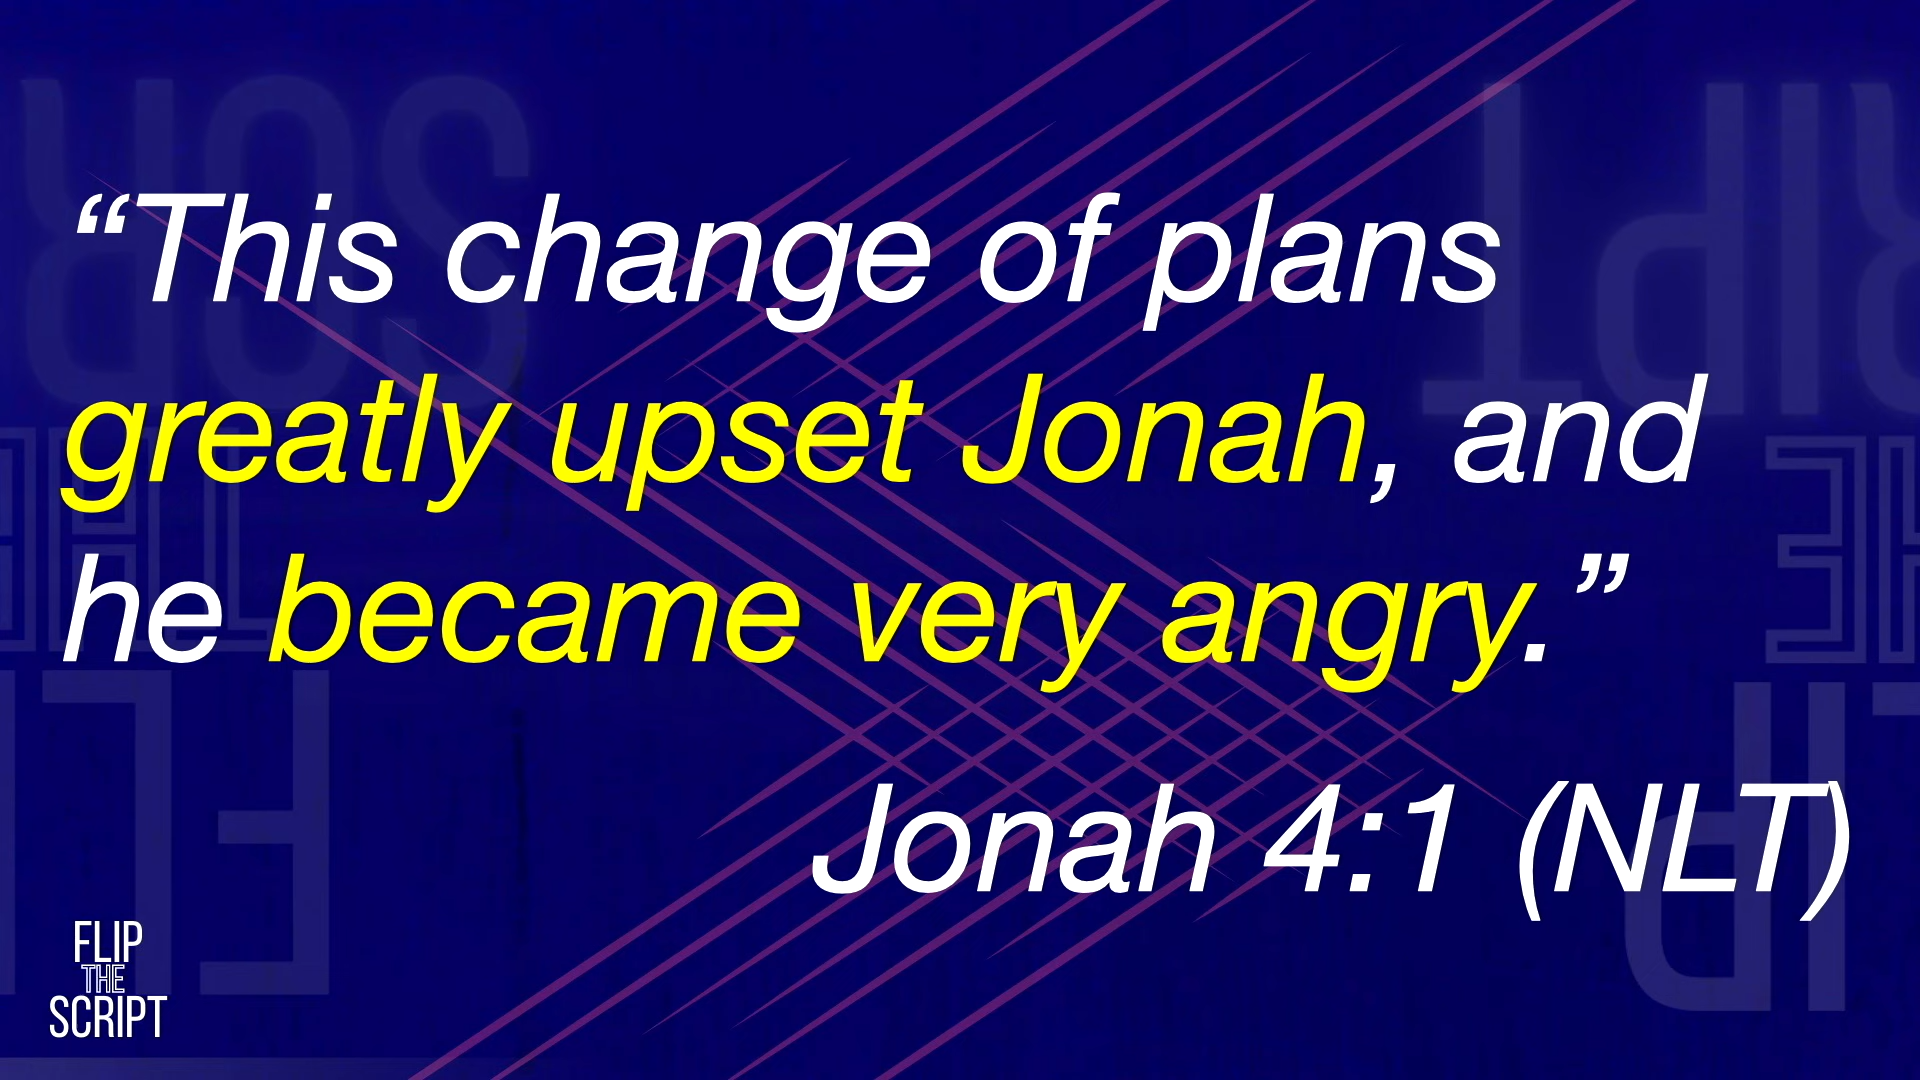 “This change of plans
greatly upset Jonah, and
he became very angry.”
Jonah 4:1 (NLT)
FLIP
THE
SCRIPT